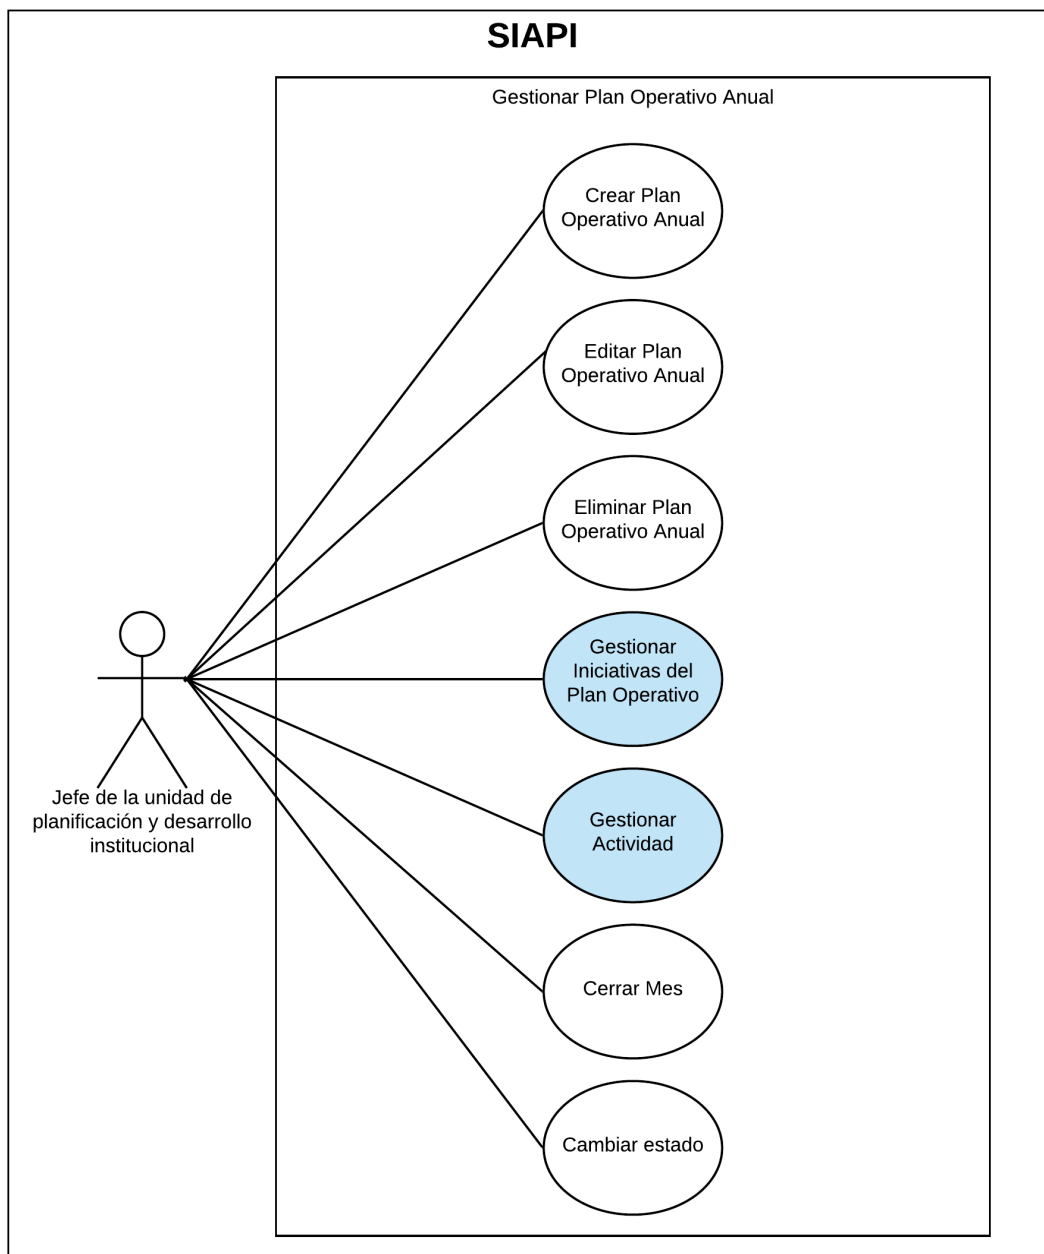 SIAPI
Gestionar Plan Operativo Anual
Crear Plan
Operativo Anual
Editar Plan
Operativo Anual
Eliminar Plan
Operativo Anual
Gestionar
Iniciativas del
Plan Operativo
Jefe de la unidad de
planificación y desarrollo
institucional
Gestionar
Actividad
Cerrar Mes
Cambiar estado